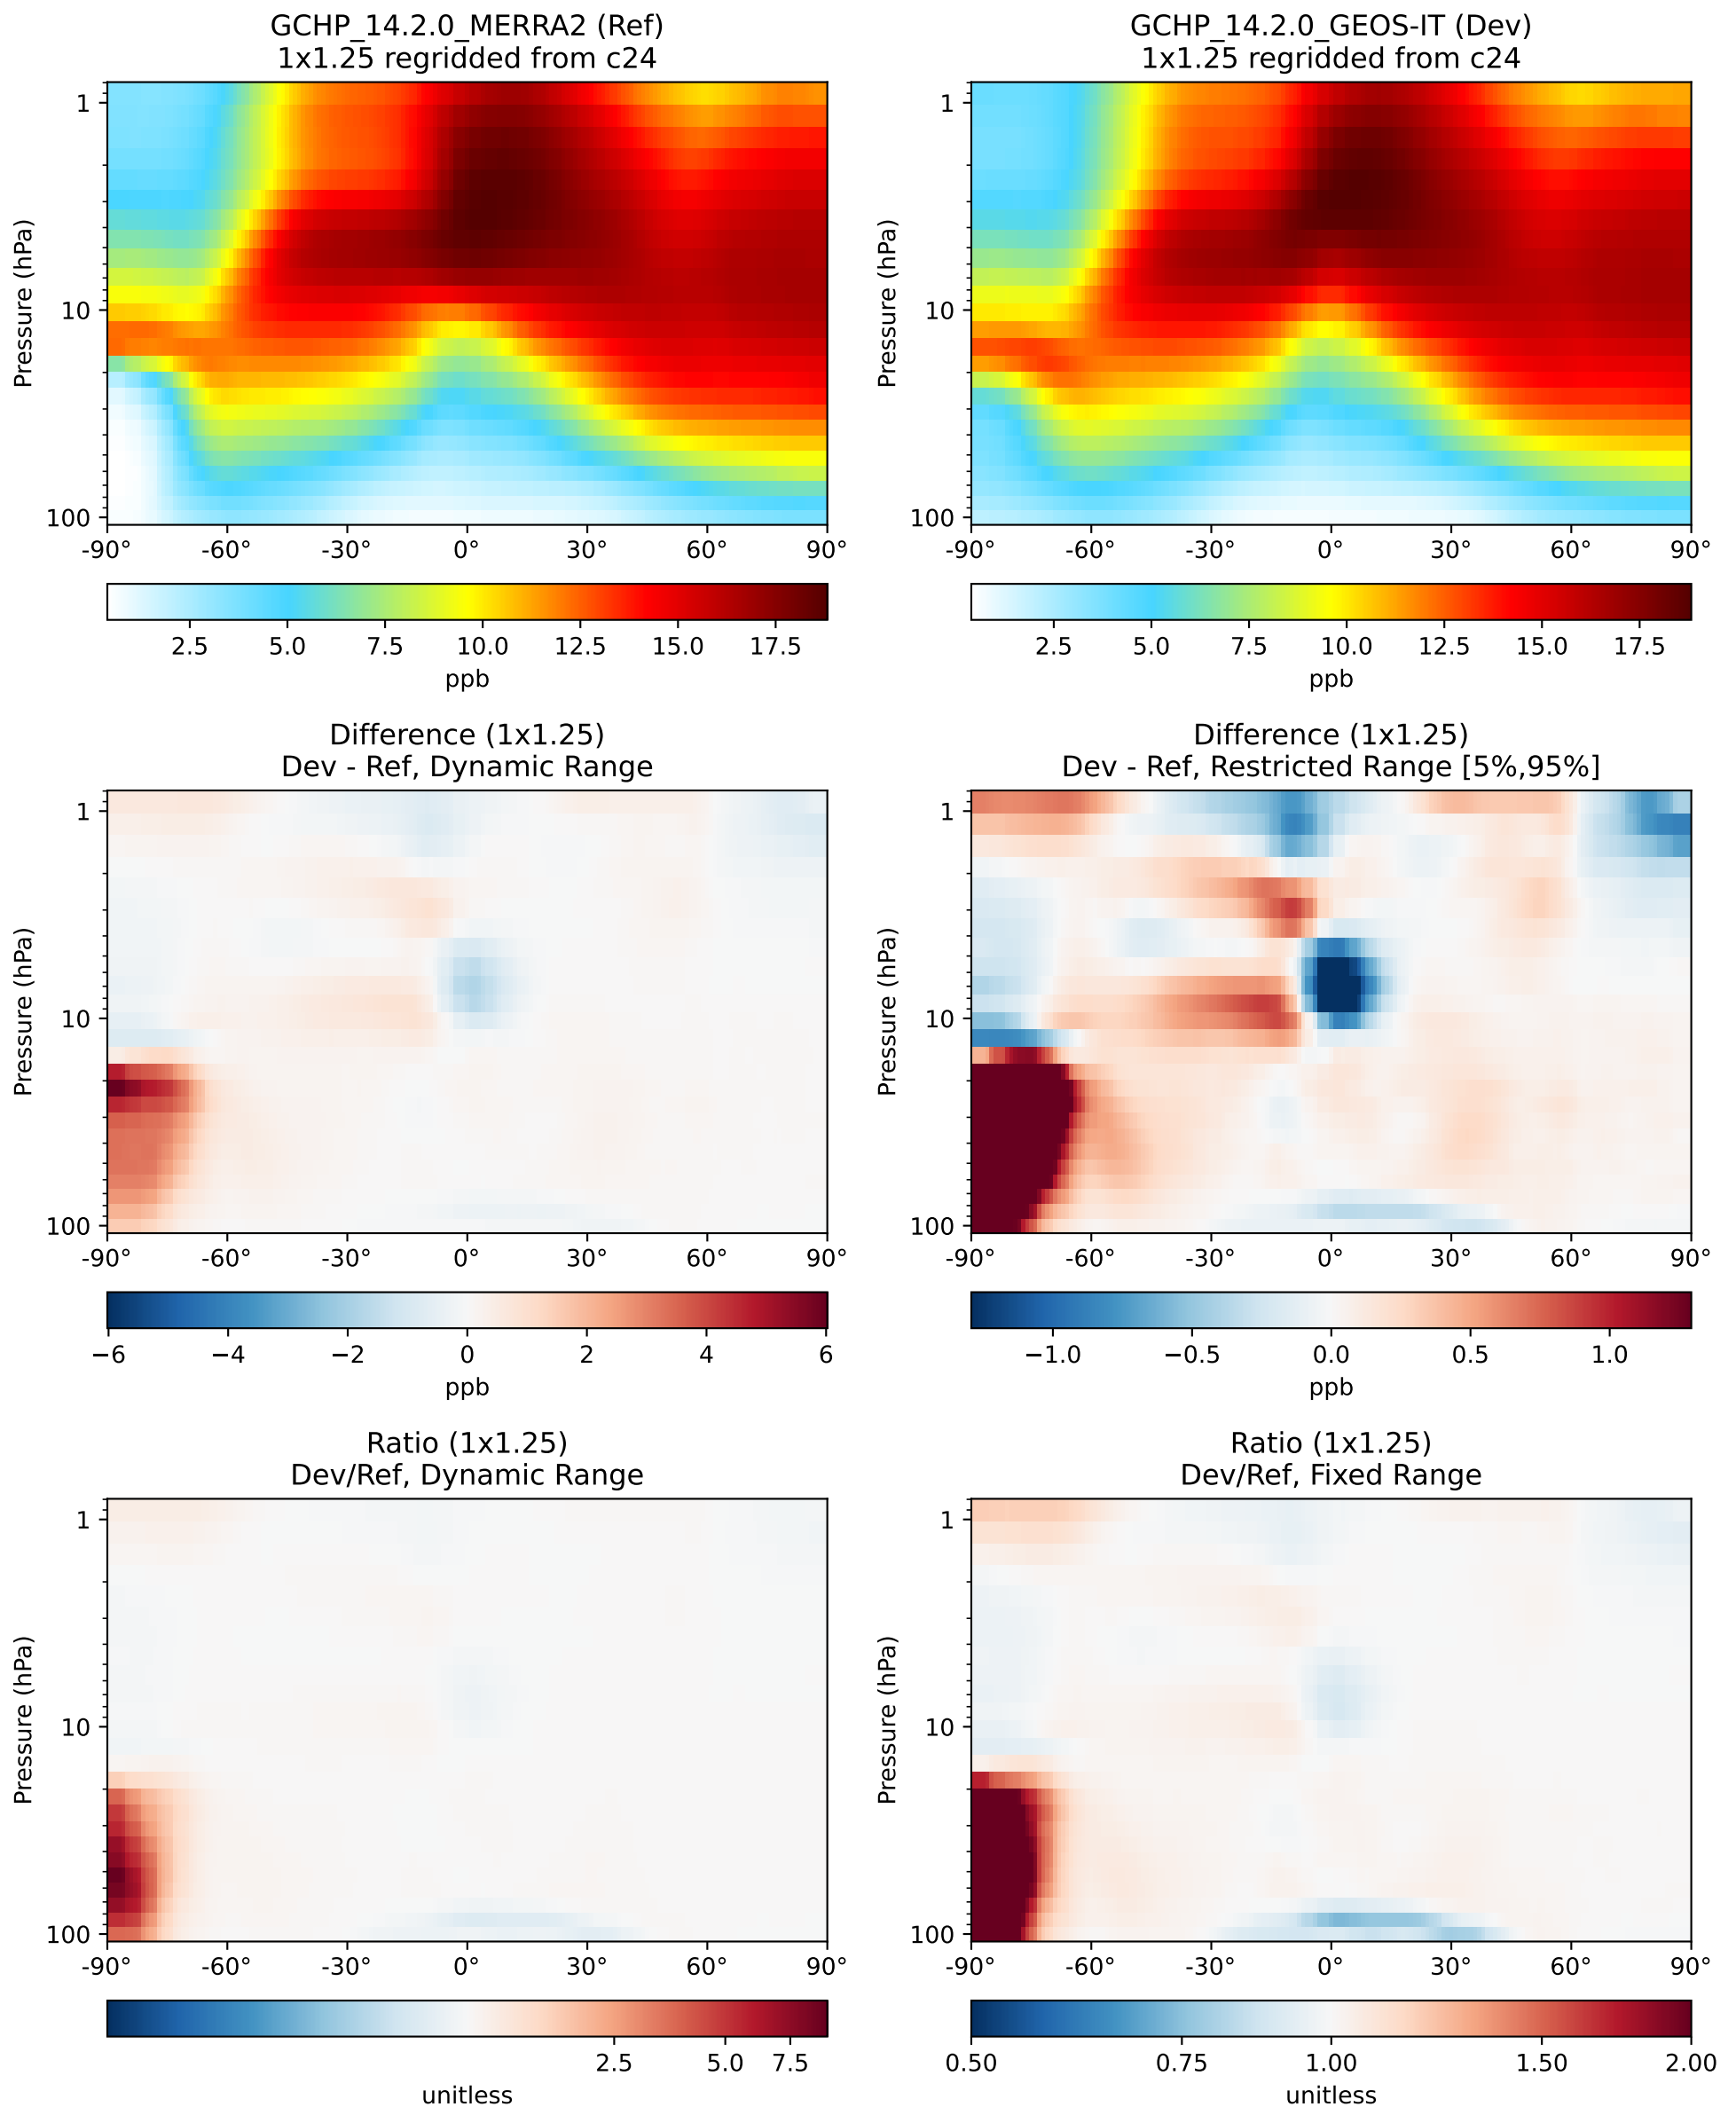 GCHP_14.2.0_MERRA2 (Ref)
1x1.25 regridded from c24
Pressure (hPa)
1
10
100
-90° -60° -30° 0° 30° 60° 90°
2.5 5.0 7.5 10.0 12.5 15.0 17.5
ppb
GCHP_14.2.0_GEOS-IT (Dev)
1x1.25 regridded from c24
Pressure (hPa)
1
10
100
-90° -60° -30° 0° 30° 60° 90°
2.5 5.0 7.5 10.0 12.5 15.0 17.5
ppb
Difference (1x1.25)
Dev - Ref, Dynamic Range
Pressure (hPa)
1
10
100
-90° -60° -30° 0° 30° 60° 90°
−6 −4 −2 0 2 4 6
ppb
Difference (1x1.25)
Dev - Ref, Restricted Range [5%,95%]
Pressure (hPa)
1
10
100
-90° -60° -30° 0° 30° 60° 90°
−1.0 −0.5 0.0 0.5 1.0
ppb
Ratio (1x1.25)
Dev/Ref, Dynamic Range
Pressure (hPa)
1
10
100
-90° -60° -30° 0° 30° 60° 90°
2.5 5.0 7.5
unitless
Ratio (1x1.25)
Dev/Ref, Fixed Range
Pressure (hPa)
1
10
100
-90° -60° -30° 0° 30° 60° 90°
0.50 0.75 1.00 1.50 2.00
unitless